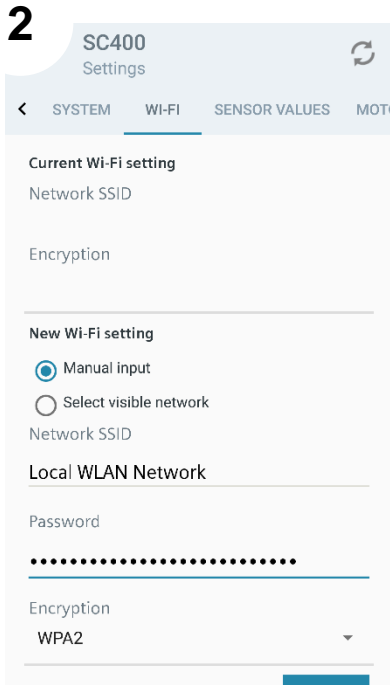 2
SC400
Settings
SYSTEM WI-FI SENSOR VALUES MOTO
Current Wi-Fi setting
Network SSID
Encryption
New Wi-Fi setting
Manual input
Select visible network
Network SSID
Local WLAN Network
Password
Encryption
WPA2